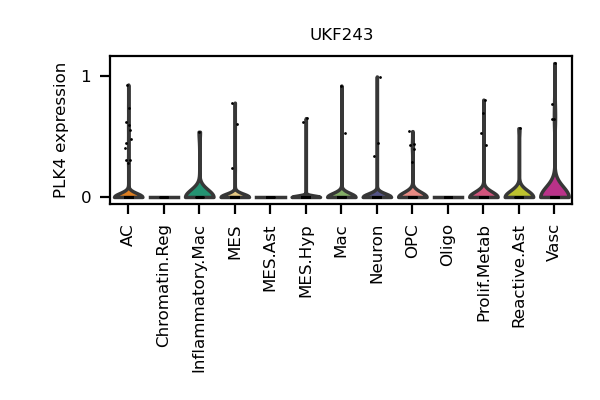 UKF243
PLK4 expression
1
0
AC
Chromatin.Reg
Inflammatory.Mac
MES
MES.Ast
MES.Hyp
Mac
Neuron
OPC
Oligo
Prolif.Metab
Reactive.Ast
Vasc